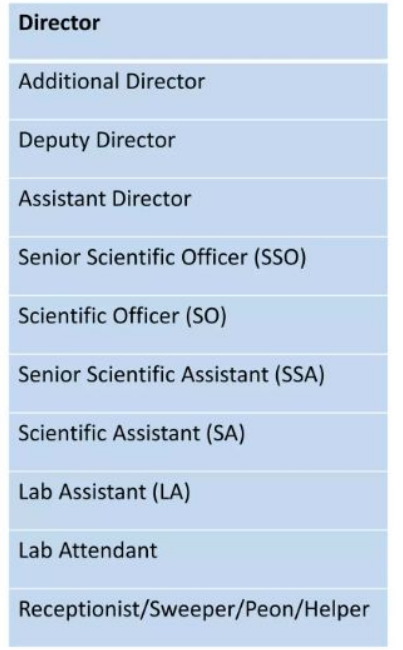 Director
Additional Director
Deputy Director
Assistant Director
Senior Scientific Officer (SSO)
Scientific Officer (SO)
Senior Scientific Assistant (SSA)
Scientific Assistant (SA)
Lab Assistant (LA)
Lab Attendant
Receptionist/Sweeper/Peon/Helper